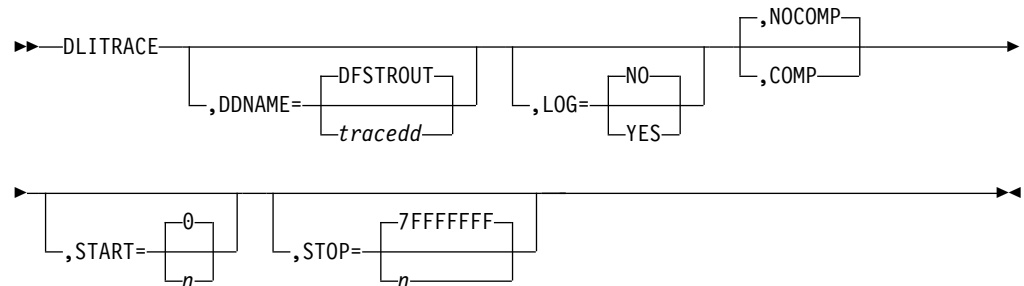 ,NOCOMP
DLITRACE
DFSTROUT NO ,COMP
,DDNAME= ,LOG=
tracedd YES
0 7FFFFFFF
,START= ,STOP=
n n